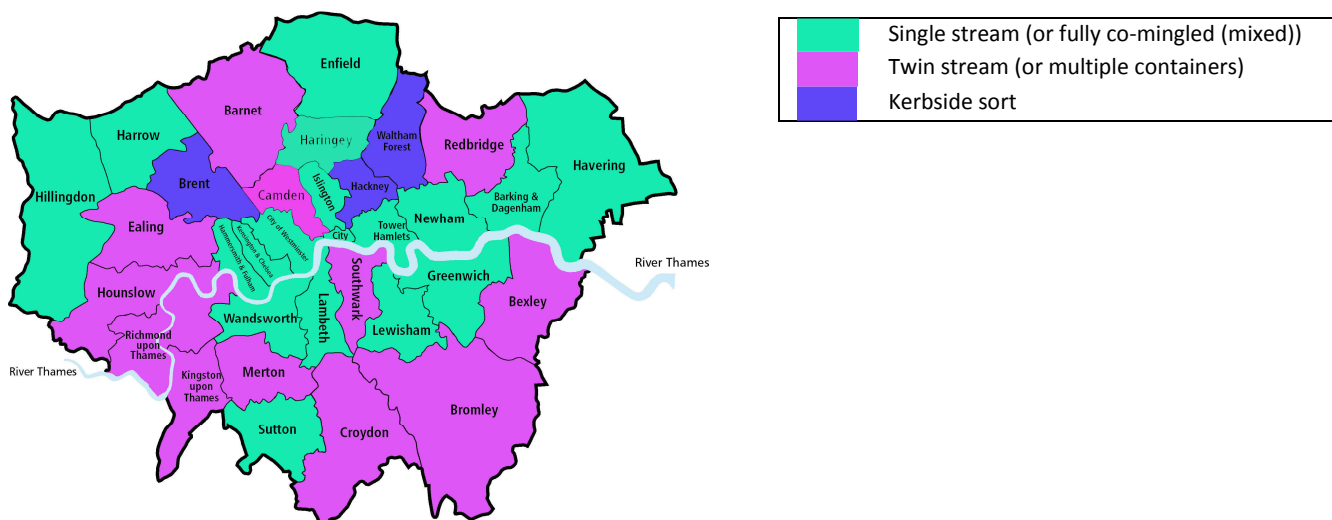 Single stream (or fully co-mingled (mixed))
Twin stream (or multiple containers)
Kerbside sort
Enfield
Barnet
Harrow
Haringey
Waltham
Forest
Redbridge
Havering
Hillingdon
Brent
Camden
Islington
Hackney
Barking &
Dagenham
Ealing
City of Westminster
Kensington & Chelsea
Hammersmith & Fulham
City
Tower
Hamlets
Newham
River Thames
Hounslow
Southwark
Greenwich
Bexley
Wandsworth
Lambeth
Lewisham
Richmond
upon
Thames
River Thames
Kingston
upon
Thames
Merton
Bromley
Sutton
Croydon